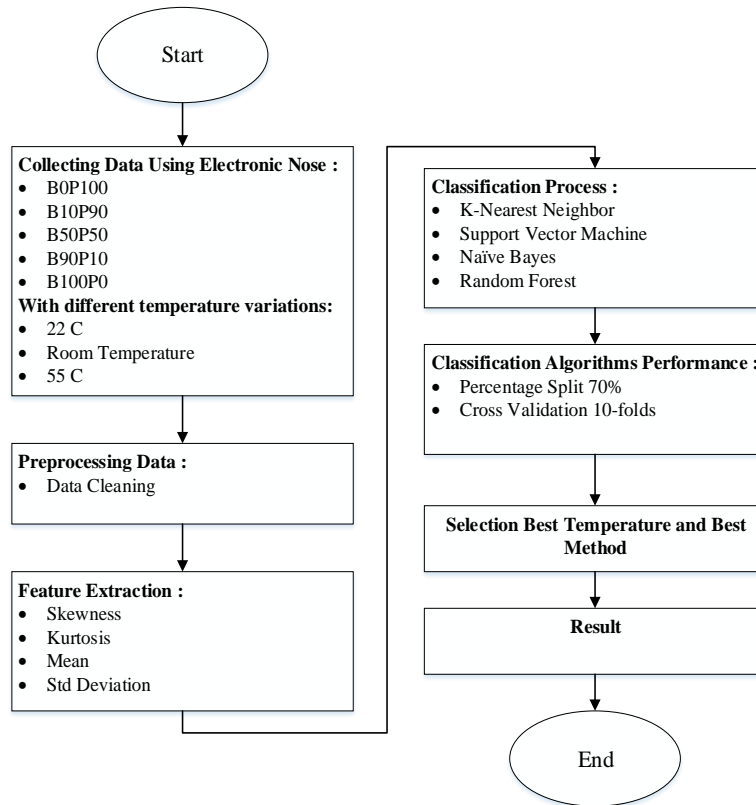 Start
Collecting Data Using Electronic Nose :
• B0P100
• B10P90
• B50P50
• B90P10
• B100P0
With different temperature variations:
• 22 C
• Room Temperature
• 55 C
Preprocessing Data :
• Data Cleaning
Feature Extraction :
• Skewness
• Kurtosis
• Mean
• Std Deviation
Classification Process :
• K-Nearest Neighbor
• Support Vector Machine
• Naïve Bayes
• Random Forest
Classification Algorithms Performance :
• Percentage Split 70%
• Cross Validation 10-folds
Selection Best Temperature and Best
Method
Result
End